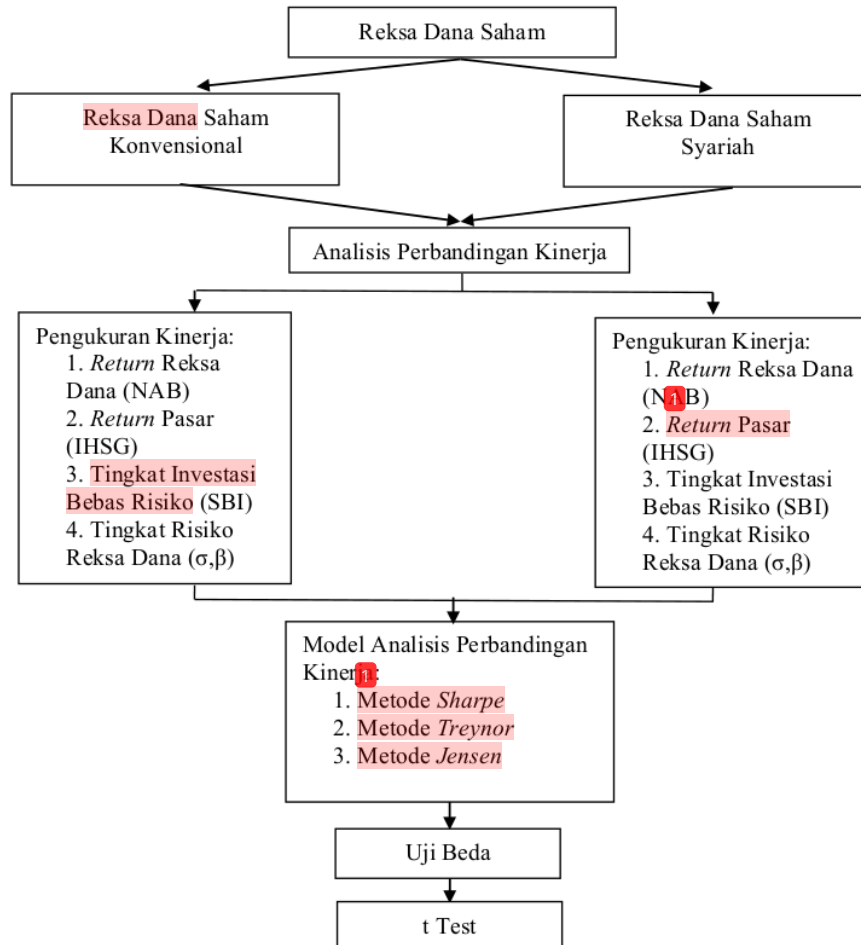 Reksa Dana Saham
Reksa Dana Saham
Konvensional
Reksa Dana Saham
Syariah
Analisis Perbandingan Kinerja
Pengukuran Kinerja:
1. Return Reksa
Dana (NAB)
2. Return Pasar
(IHSG)
3. Tingkat Investasi
Bebas Risiko (SBI)
4. Tingkat Risiko
Reksa Dana (σ,β)
Pengukuran Kinerja:
1. Return Reksa Dana
(NAB)
1
2. Return Pasar
(IHSG)
3. Tingkat Investasi
Bebas Risiko (SBI)
4. Tingkat Risiko
Reksa Dana (σ,β)
Model Analisis Perbandingan
Kinerja:
1
1. Metode Sharpe
2. Metode Treynor
3. Metode Jensen
Uji Beda
t Test